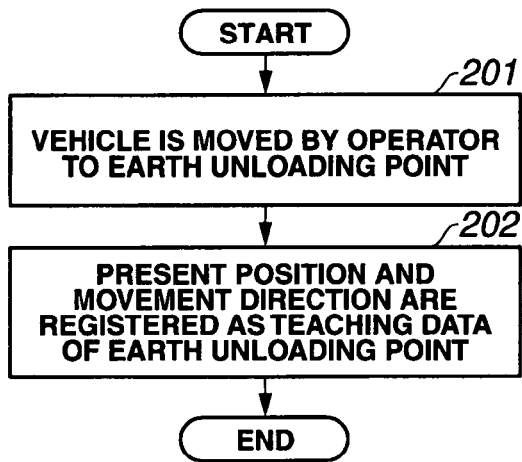 START
201
VEHICLE IS MOVED BY OPERATOR
TO EARTH UNLOADING POINT
202
PRESENT POSITION AND
MOVEMENT DIRECTION ARE
REGISTERED AS TEACHING DATA
OF EARTH UNLOADING POINT
END